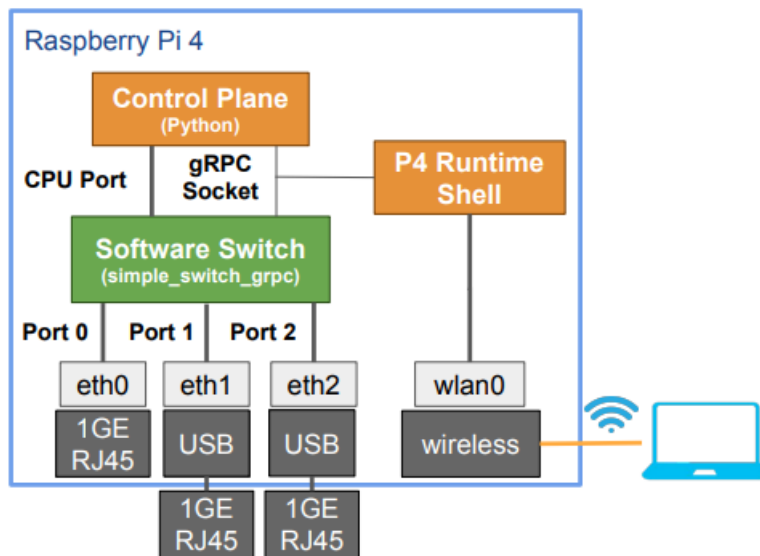 Raspberry Pi 4
Control Plane
(Python)
CPU Port
gRPC
Socket
P4 Runtime
Shell
Software Switch
(simple_switch_grpc)
Port 0
Port 1
Port 2
eth0
eth1
eth2
wlan0
1GE
RJ45
USB
USB
wireless
1GE
RJ45
1GE
RJ45